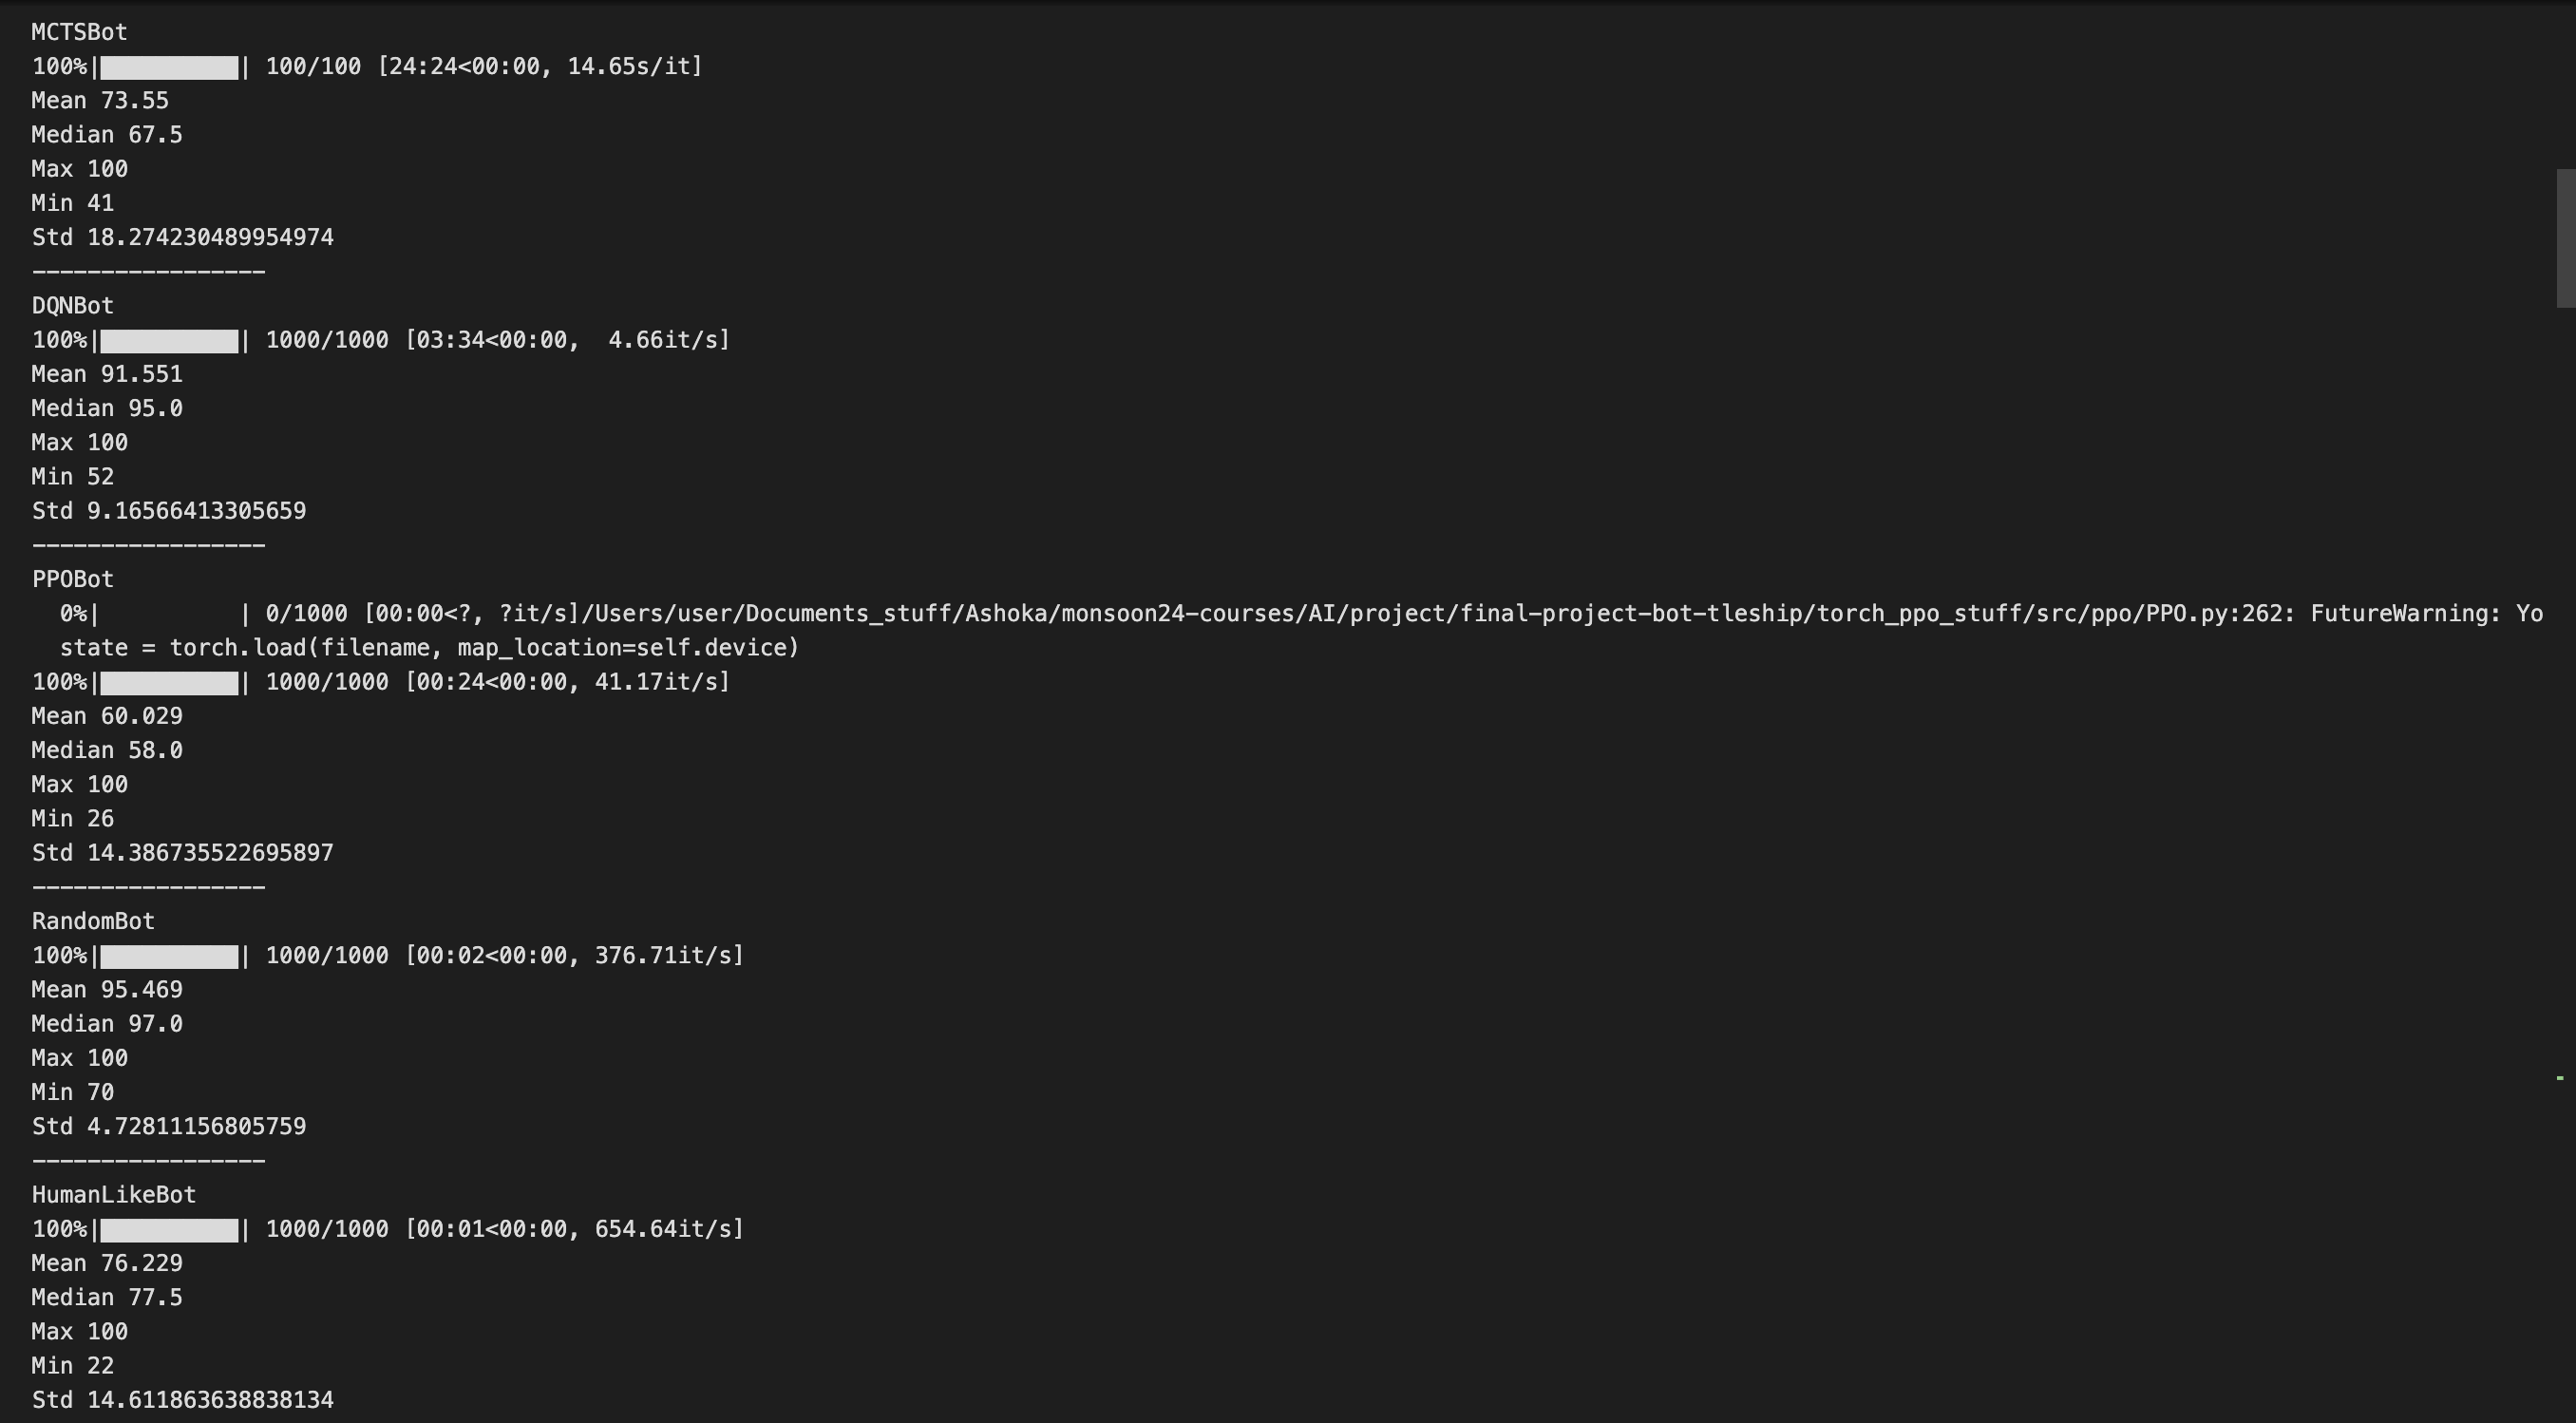 MCTSBot
100%|██████████| 100/100 [24:24<00:00, 14.65s/it]
Mean 73.55
Median 67.5
Max 100
Min 41
Std 18.274230489954974
-----------------
DQNBot
100%|██████████| 1000/1000 [03:34<00:00,  4.66it/s]
Mean 91.551
Median 95.0
Max 100
Min 52
Std 9.16566413305659
-----------------
PPOBot
  0%|          | 0/1000 [00:00<?, ?it/s]/Users/user/Documents_stuff/Ashoka/monsoon24-courses/AI/project/final-project-bot-tleship/torch_ppo_stuff/src/ppo/PPO.py:262: FutureWarning: Yo
  state = torch.load(filename, map_location=self.device)
100%|██████████| 1000/1000 [00:24<00:00, 41.17it/s]
Mean 60.029
Median 58.0
Max 100
Min 26
Std 14.386735522695897
-----------------
RandomBot
100%|██████████| 1000/1000 [00:02<00:00, 376.71it/s]
Mean 95.469
Median 97.0
Max 100
Min 70
Std 4.72811156805759
-----------------
HumanLikeBot
100%|██████████| 1000/1000 [00:01<00:00, 654.64it/s]
Mean 76.229
Median 77.5
Max 100
Min 22
Std 14.611863638838134